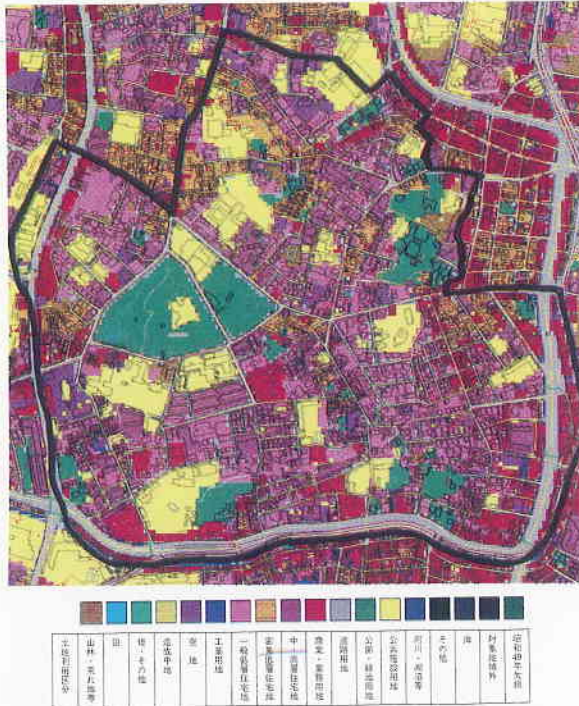 土地利用区分
山林・荒れ地等
田
畑・その他
造成中地
空地
工業用地
一般低層住宅地
密集低層住宅地
中・高層住宅地
商業・業務用地
道路用地
公園・緑地用地
公共施設用地
河川・湖沼等
その他
海
対象地域外